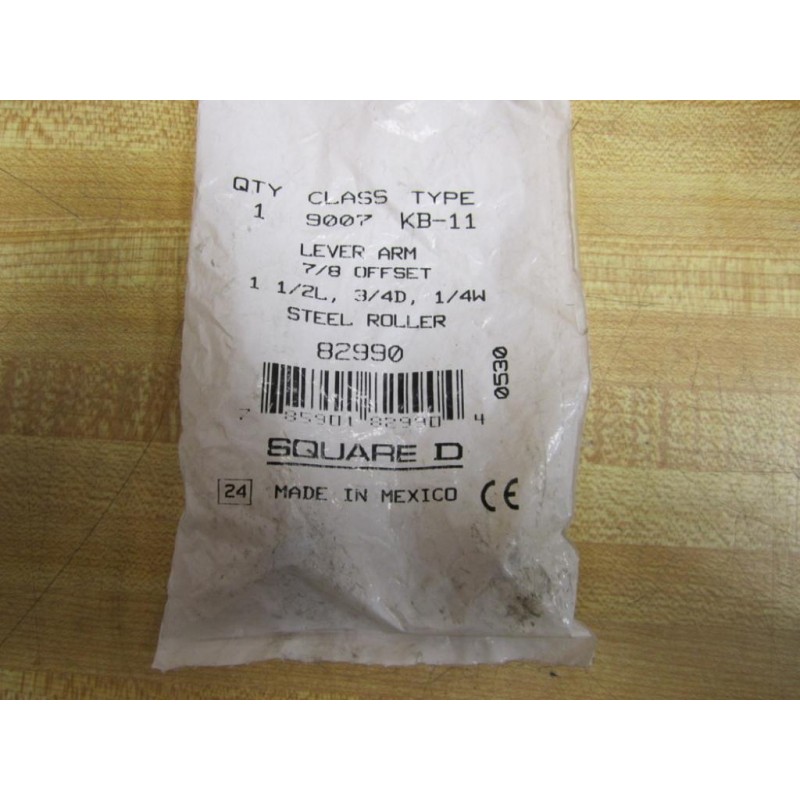 QTY CLASS TYPE
1 9007 KB-11
LEVER ARM
7/8 OFFSET
1 1/2L, 3/4D, 1/4W
STEEL ROLLER
82990
0530
7 85901 82990 4
SQUARE D
24 MADE IN MEXICO CE